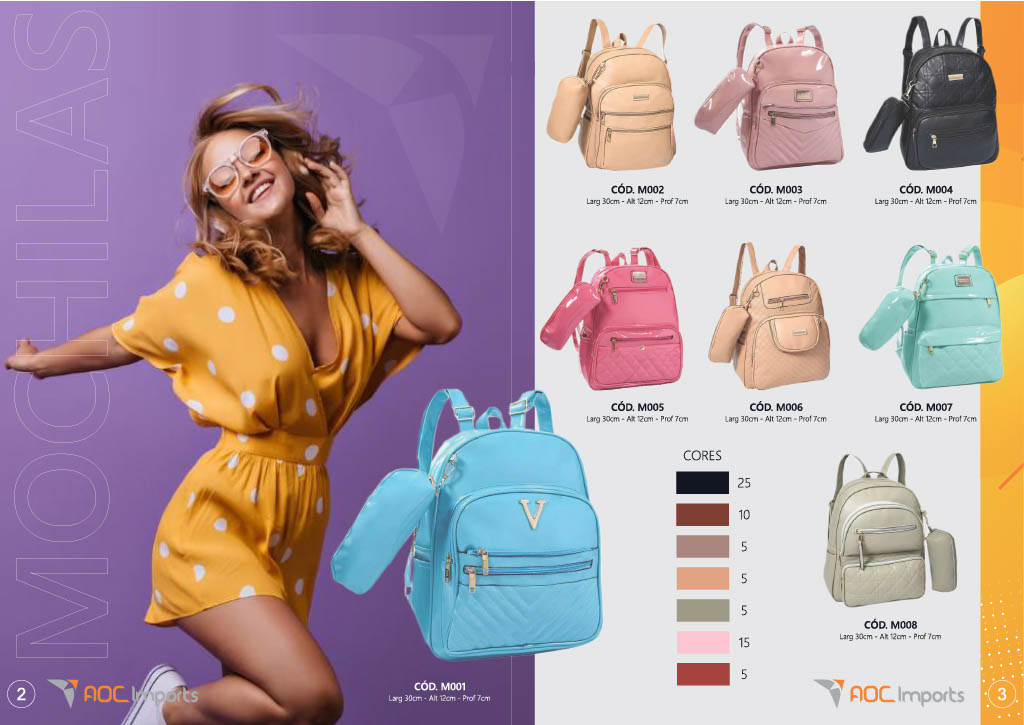 MOCHILAS
CÓD. M001
Larg 30cm - Alt 12cm - Prof 7cm
2
AOC Imports
CÓD. M002
Larg 30cm - Alt 12cm - Prof 7cm
CÓD. M003
Larg 30cm - Alt 12cm - Prof 7cm
CÓD. M004
Larg 30cm - Alt 12cm - Prof 7cm
CÓD. M005
Larg 30cm - Alt 12cm - Prof 7cm
CÓD. M006
Larg 30cm - Alt 12cm - Prof 7cm
CÓD. M007
Larg 30cm - Alt 12cm - Prof 7cm
CORES
25
10
5
5
5
15
5
V
CÓD. M008
Larg 30cm - Alt 12cm - Prof 7cm
AOC Imports
3